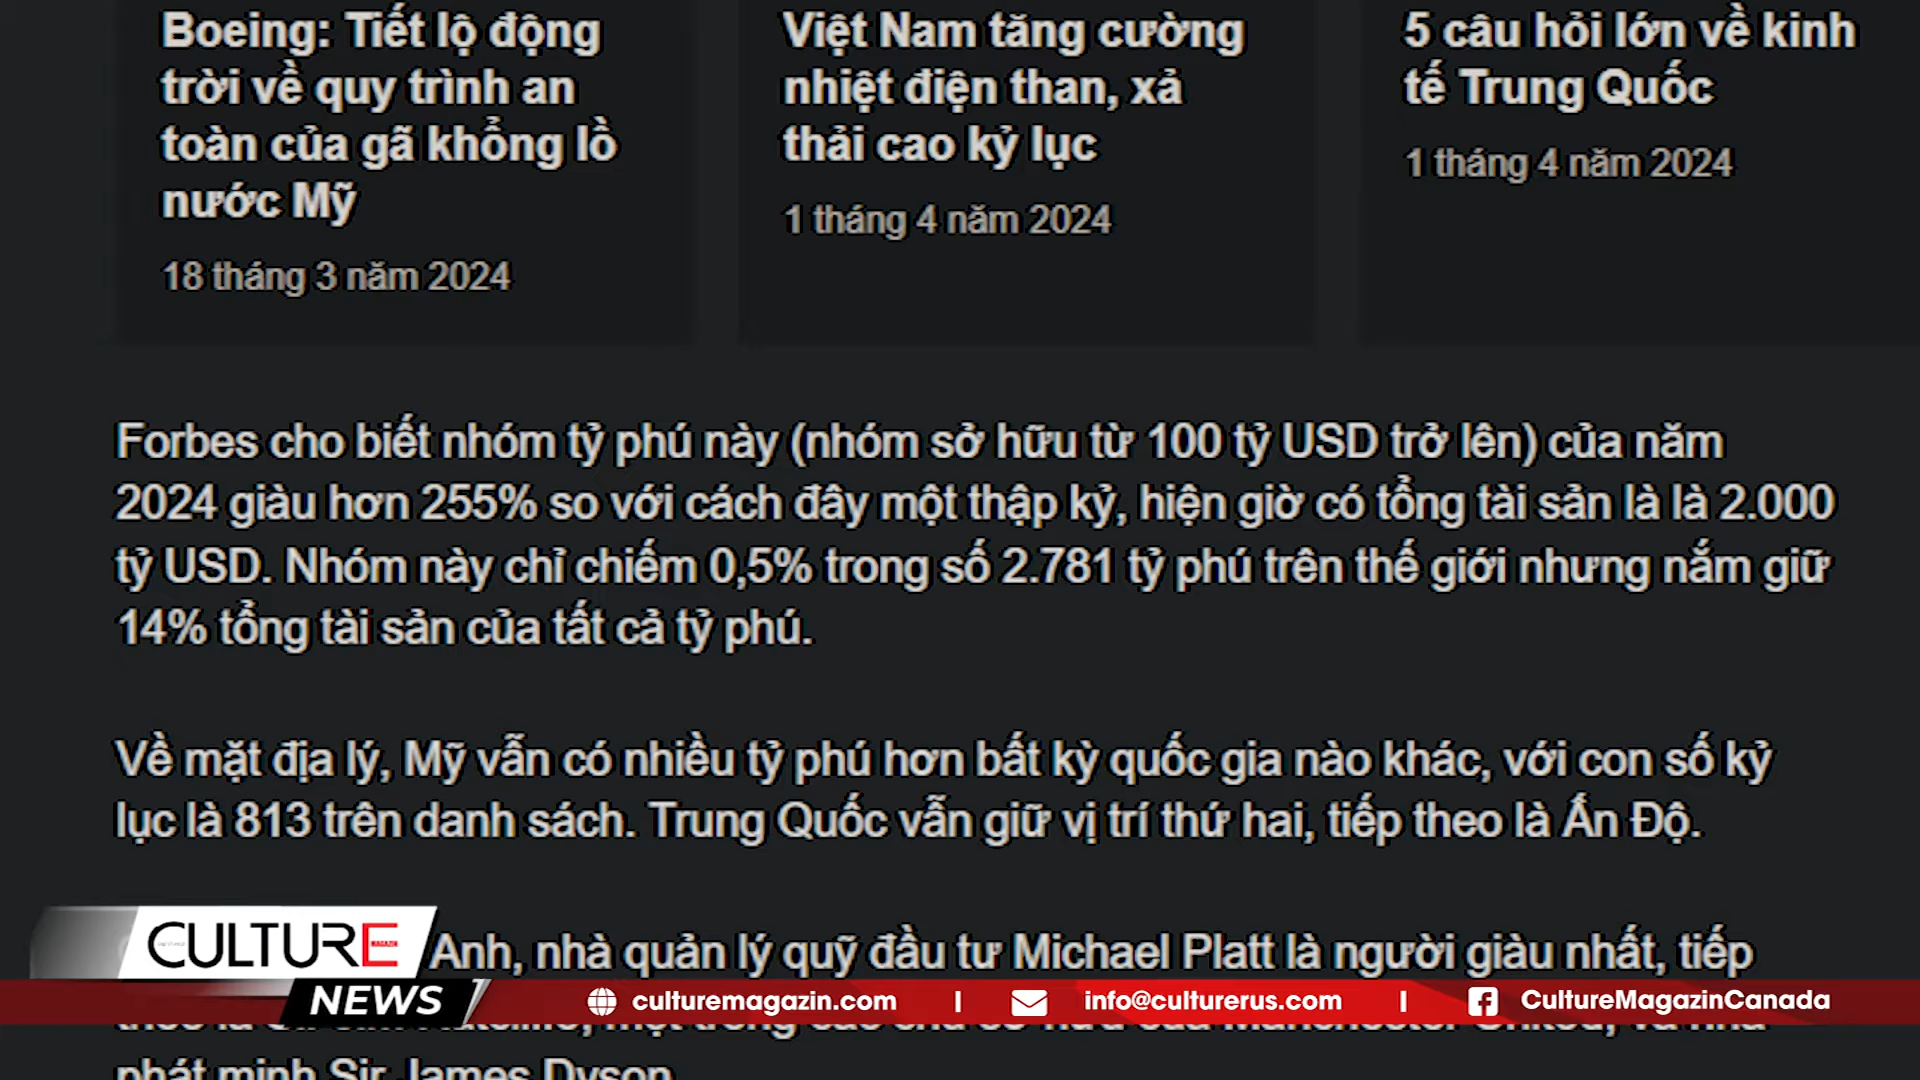 Boeing: Tiết lộ động
trời về quy trình an
toàn của gã khổng lồ
nước Mỹ
18 tháng 3 năm 2024
Việt Nam tăng cường
nhiệt điện than, xả
thải cao kỷ lục
1 tháng 4 năm 2024
5 câu hỏi lớn về kinh
tế Trung Quốc
1 tháng 4 năm 2024
Forbes cho biết nhóm tỷ phú này (nhóm sở hữu từ 100 tỷ USD trở lên) của năm
2024 giàu hơn 255% so với cách đây một thập kỷ, hiện giờ có tổng tài sản là là 2.000
tỷ USD. Nhóm này chỉ chiếm 0,5% trong số 2.781 tỷ phú trên thế giới nhưng nắm giữ
14% tổng tài sản của tất cả tỷ phú.
Về mặt địa lý, Mỹ vẫn có nhiều tỷ phú hơn bất kỳ quốc gia nào khác, với con số kỷ
lục là 813 trên danh sách. Trung Quốc vẫn giữ vị trí thứ hai, tiếp theo là Ấn Độ.
Anh, nhà quản lý quỹ đầu tư Michael Platt là người giàu nhất, tiếp
phát minh Sir James Dyson
CULTURE
MAGAZIN
NEWS
culturemagazin.com | info@culturerus.com | CultureMagazinCanada